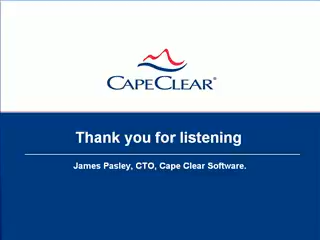 CAPECLEAR®
Thank you for listening
James Pasley, CTO, Cape Clear Software.